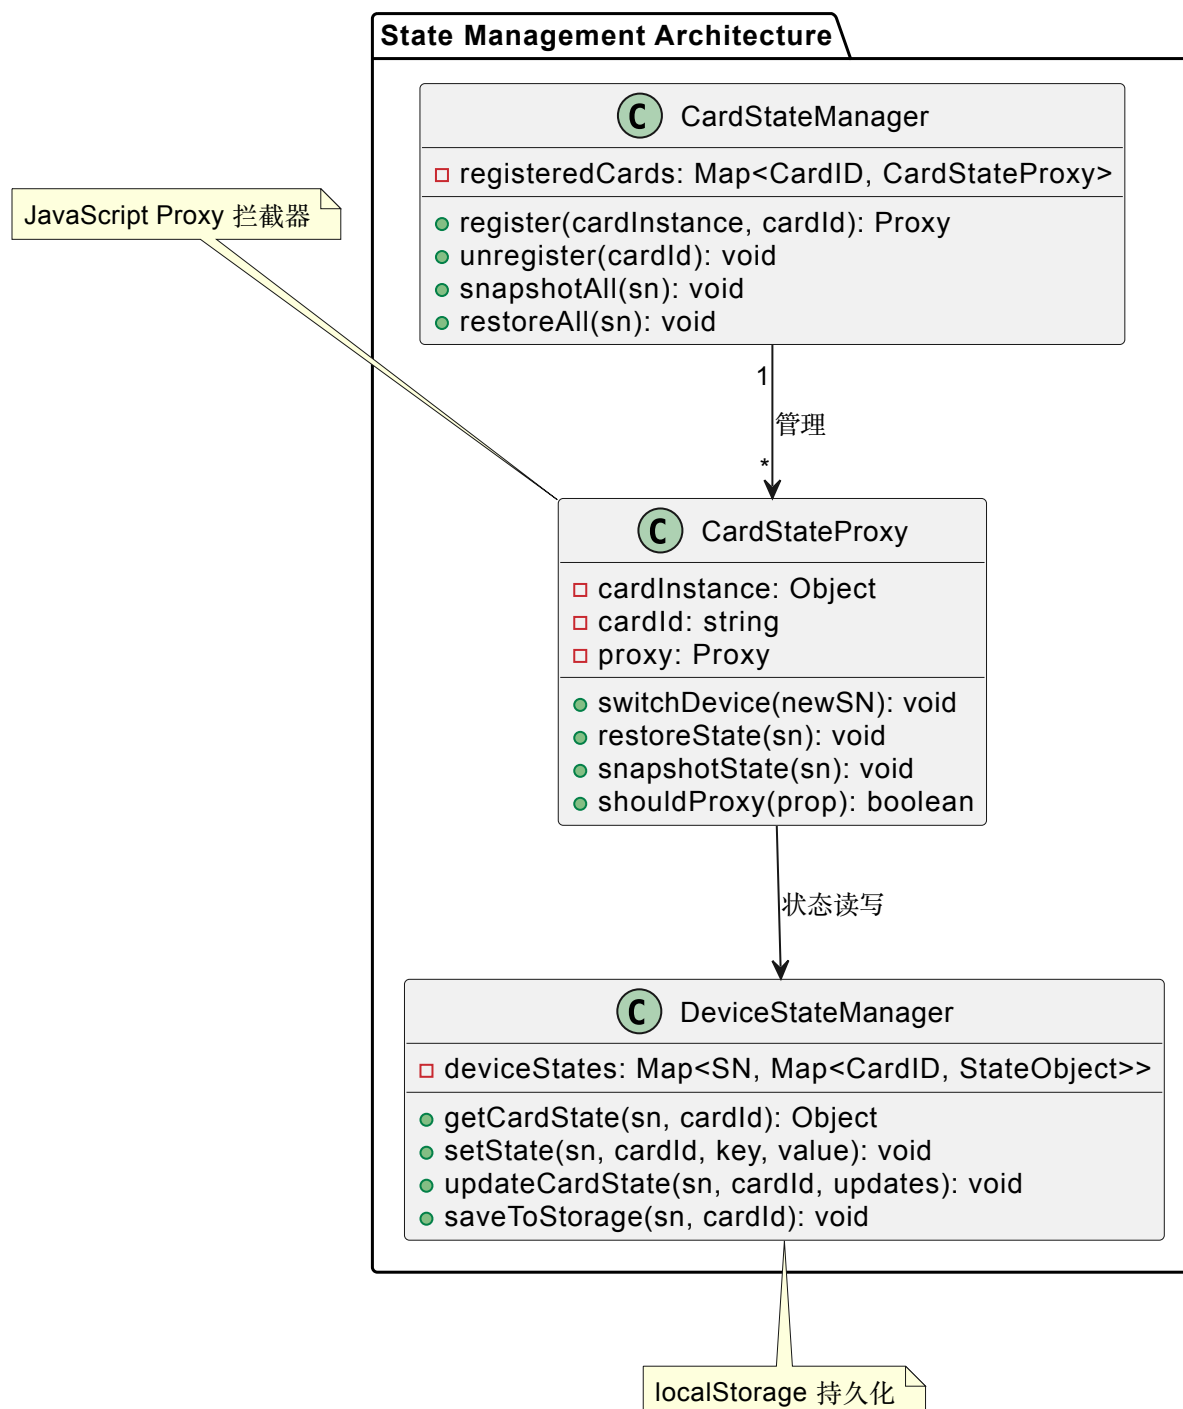 State Management Architecture
C CardStateManager
registeredCards: Map<CardID, CardStateProxy>
register(cardInstance, cardId): Proxy
unregister(cardId): void
snapshotAll(sn): void
restoreAll(sn): void
JavaScript Proxy 拦截器
1
管理
*
C CardStateProxy
cardInstance: Object
cardId: string
proxy: Proxy
switchDevice(newSN): void
restoreState(sn): void
snapshotState(sn): void
shouldProxy(prop): boolean
状态读写
C DeviceStateManager
deviceStates: Map<SN, Map<CardID, StateObject>>
getCardState(sn, cardId): Object
setState(sn, cardId, key, value): void
updateCardState(sn, cardId, updates): void
saveToStorage(sn, cardId): void
localStorage 持久化